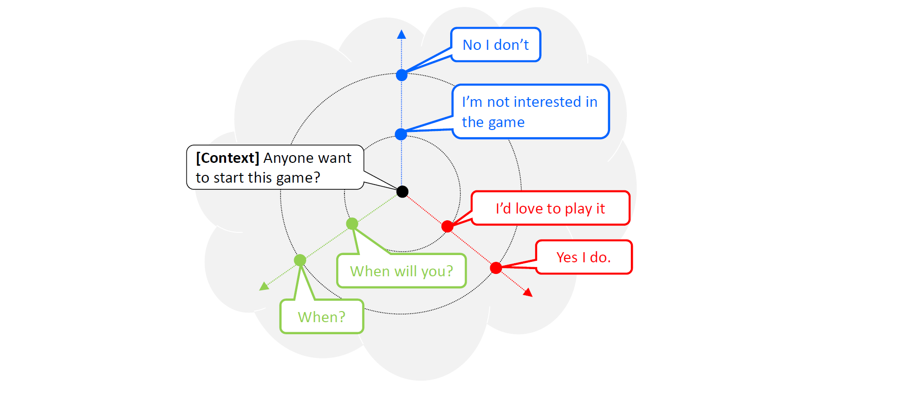 No I don't
I'm not interested in
the game
[Context] Anyone want
to start this game?
I'd love to play it
Yes I do.
When will you?
When?